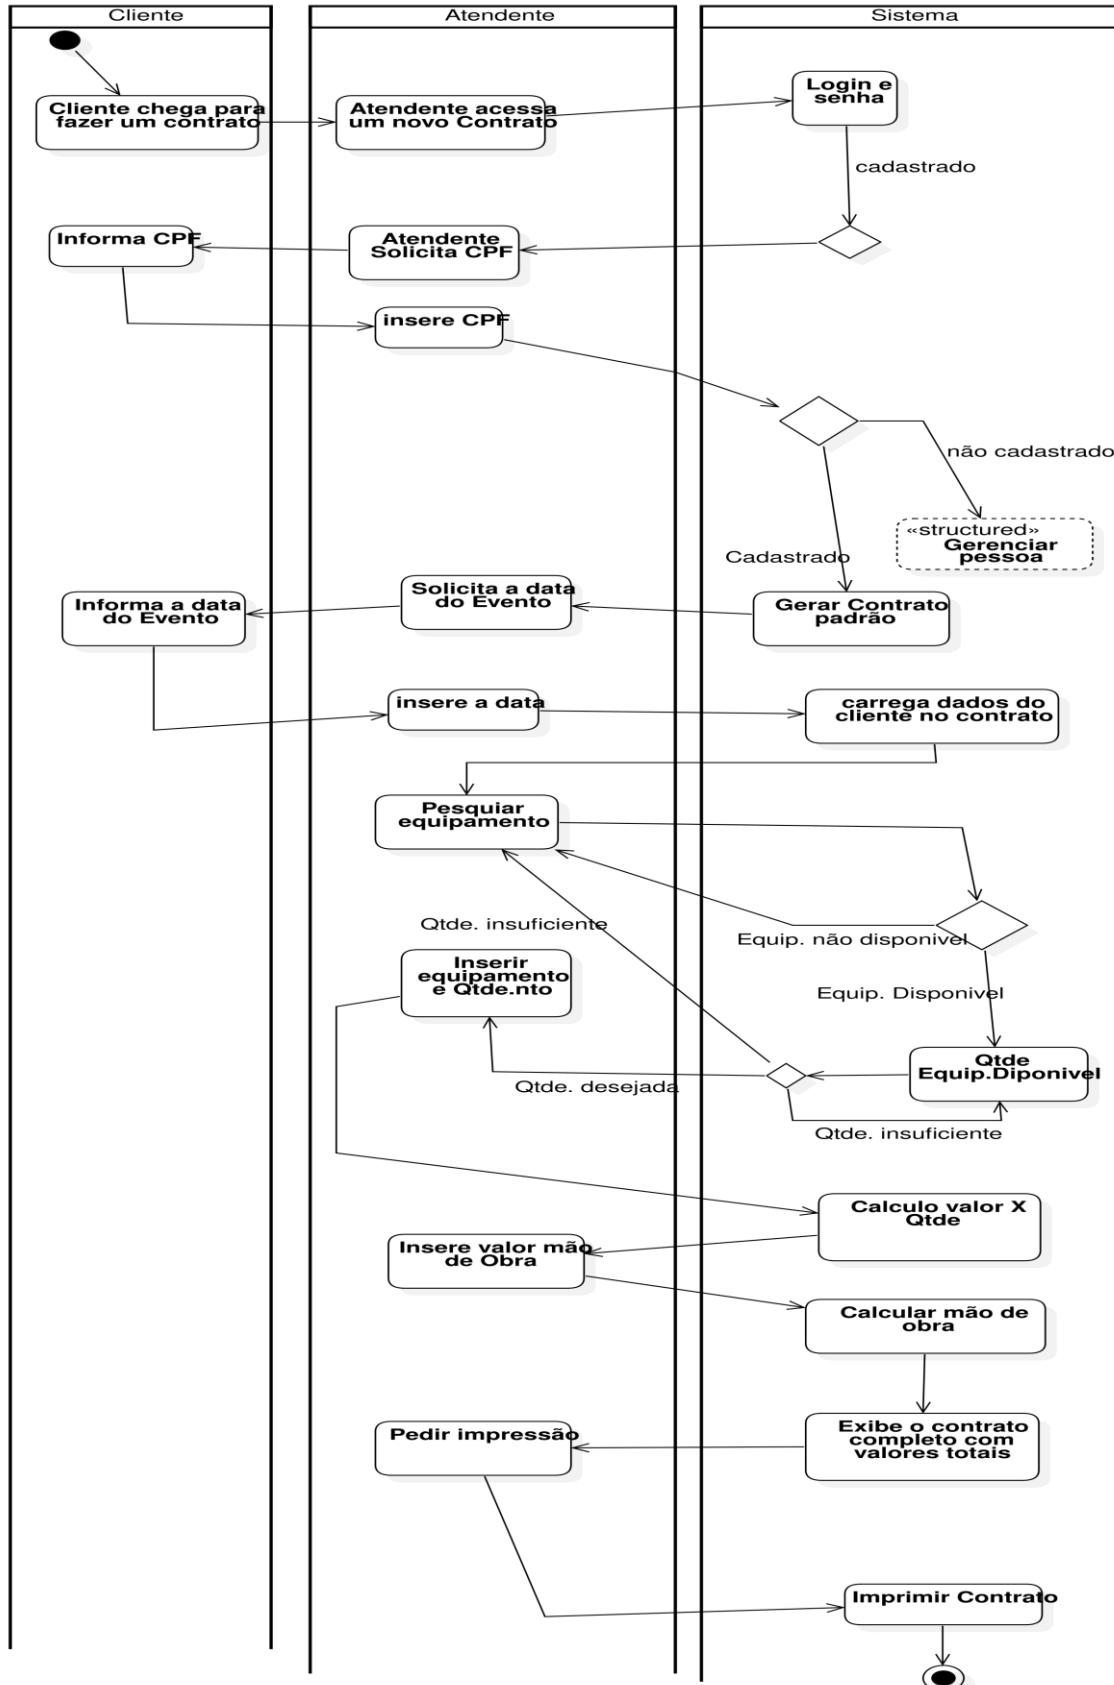 Cliente
Atendente
Sistema
Cliente chega para
fazer um contrato
Atendente acessa
um novo Contrato
Login e
senha
cadastrado
Informa CPF
Atendente
Solicita CPF
insere CPF
não cadastrado
«structured»
Gerenciar
pessoa
Cadastrado
Informa a data
do Evento
Solicita a data
do Evento
Gerar Contrato
padrão
insere a data
carrega dados do
cliente no contrato
Pesquiar
equipamento
Qtde. insuficiente
Equip. não disponivel
Inserir
equipamento
e Qtde.nto
Equip. Disponivel
Qtde
Equip.Diponivel
Qtde. desejada
Qtde. insuficiente
Calculo valor X
Qtde
Insere valor mão
de Obra
Calcular mão de
obra
Pedir impressão
Exibe o contrato
completo com
valores totais
Imprimir Contrato